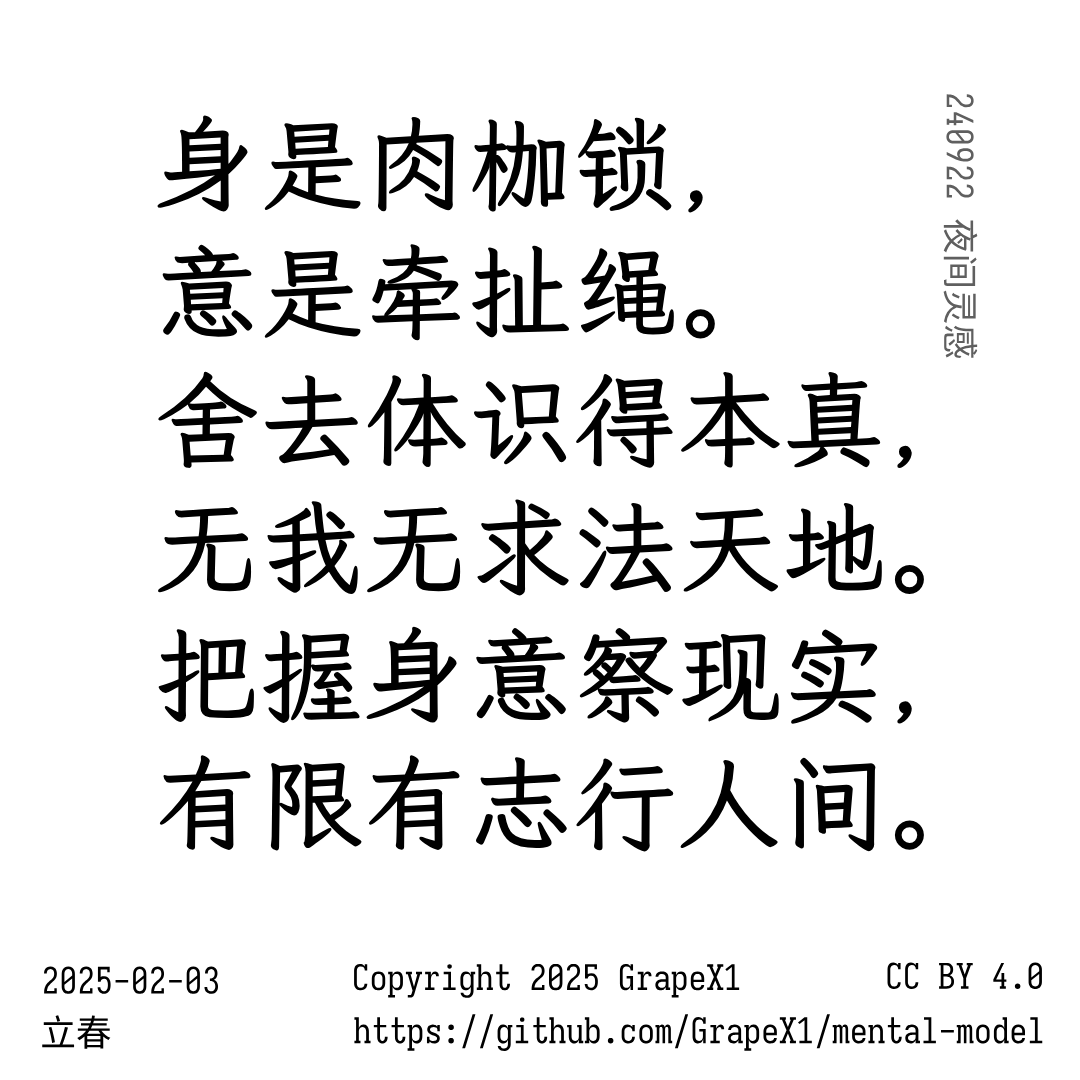 身是肉枷锁，
意是牵扯绳。
舍去体识得本真，
无我无求法天地。
把握身意察现实，
有限有志行人间。
240922 夜间灵感
2025-02-03
立春
Copyright 2025 GrapeX1
https://github.com/GrapeX1/mental-model
CC BY 4.0